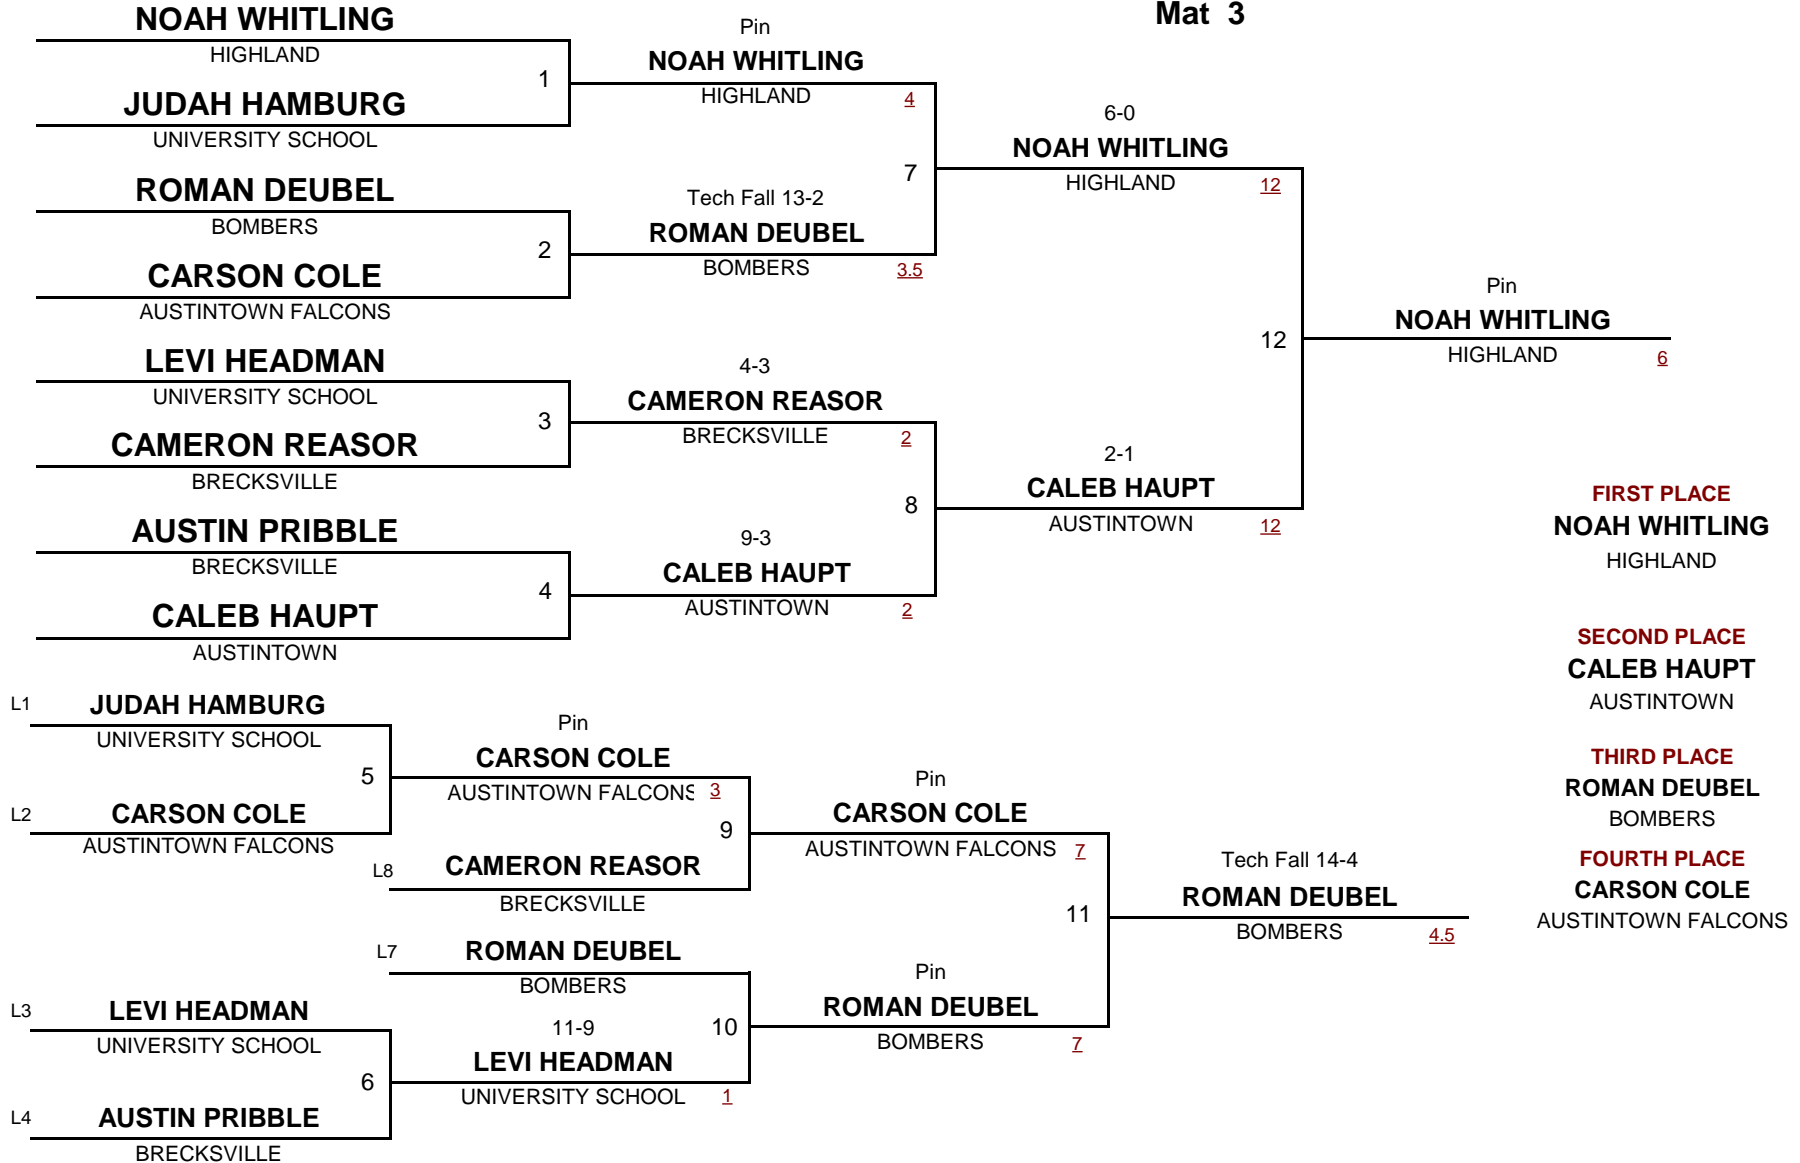 Mat 3
NOAH WHITLING
HIGHLAND
1
JUDAH HAMBURG
UNIVERSITY SCHOOL
ROMAN DEUBEL
BOMBERS
2
CARSON COLE
AUSTINTOWN FALCONS
LEVI HEADMAN
UNIVERSITY SCHOOL
3
CAMERON REASOR
BRECKSVILLE
AUSTIN PRIBBLE
BRECKSVILLE
4
CALEB HAUPT
AUSTINTOWN
Pin
NOAH WHITLING
HIGHLAND 4
7
Tech Fall 13-2
ROMAN DEUBEL
BOMBERS 3.5
4-3
CAMERON REASOR
BRECKSVILLE 2
8
9-3
CALEB HAUPT
AUSTINTOWN 2
6-0
NOAH WHITLING
HIGHLAND 12
12
2-1
CALEB HAUPT
AUSTINTOWN 12
Pin
NOAH WHITLING
HIGHLAND 6
FIRST PLACE
NOAH WHITLING
HIGHLAND
SECOND PLACE
CALEB HAUPT
AUSTINTOWN
THIRD PLACE
ROMAN DEUBEL
BOMBERS
FOURTH PLACE
CARSON COLE
AUSTINTOWN FALCONS
L1 JUDAH HAMBURG
UNIVERSITY SCHOOL
5
L2 CARSON COLE
AUSTINTOWN FALCONS
L3 LEVI HEADMAN
UNIVERSITY SCHOOL
6
L4 AUSTIN PRIBBLE
BRECKSVILLE
Pin
CARSON COLE
AUSTINTOWN FALCONS 3
9
L8 CAMERON REASOR
BRECKSVILLE
L7 ROMAN DEUBEL
BOMBERS
11-9 10
LEVI HEADMAN
UNIVERSITY SCHOOL 1
Pin
CARSON COLE
AUSTINTOWN FALCONS 7
11
Pin
ROMAN DEUBEL
BOMBERS 7
Tech Fall 14-4
ROMAN DEUBEL
BOMBERS 4.5